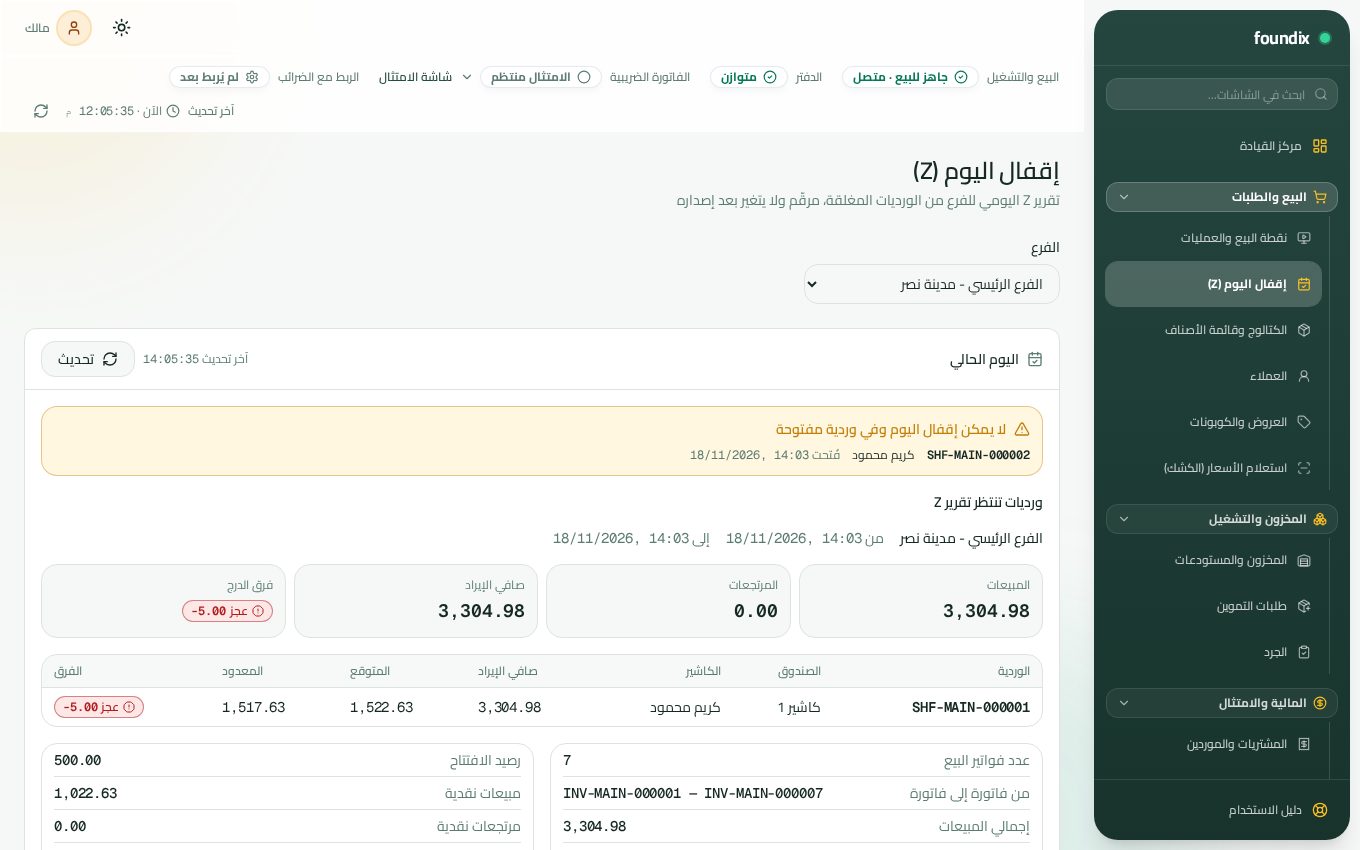 foundix
ابحث في الشاشات...
مركز القيادة
البيع والطلبات
نقطة البيع والعمليات
إقفال اليوم (Z)
الكتالوج وقائمة الأصناف
العملاء
العروض والكوبونات
استعلام الأسعار (الكشك)
المخزون والتشغيل
المخزون والمستودعات
طلبات التموين
الجرد
المالية والامتثال
المشتريات والموردين
دليل الاستخدام
مالك
البيع والتشغيل جاهز للبيع · متصل الدفتر متوازن الفاتورة الضريبية الامتثال منتظم شاشة الامتثال الربط مع الضرائب لم يُربط بعد
آخر تحديث الآن · 12:05:35 م
إقفال اليوم (Z)
تقرير Z اليومي للفرع من الورديات المغلقة، مرقّم ولا يتغير بعد إصداره
الفرع
الفرع الرئيسي - مدينة نصر
اليوم الحالي آخر تحديث 14:05:35 تحديث
لا يمكن إقفال اليوم وفي وردية مفتوحة
SHF-MAIN-000002 كريم محمود فُتحت 18/11/2026, 14:03
ورديات تنتظر تقرير Z
الفرع الرئيسي - مدينة نصر من 18/11/2026, 14:03 إلى 18/11/2026, 14:03
المبيعات المرتجعات صافي الإيراد فرق الدرج
3,304.98 0.00 3,304.98 عجز 5.00-
الوردية الصندوق الكاشير صافي الإيراد المتوقع المعدود الفرق
SHF-MAIN-000001 كاشير 1 كريم محمود 3,304.98 1,522.63 1,517.63 عجز 5.00-
عدد فواتير البيع 7
من فاتورة إلى فاتورة INV-MAIN-000001 — INV-MAIN-000007
إجمالي المبيعات 3,304.98
رصيد الافتتاح 500.00
مبيعات نقدية 1,022.63
مرتجعات نقدية 0.00